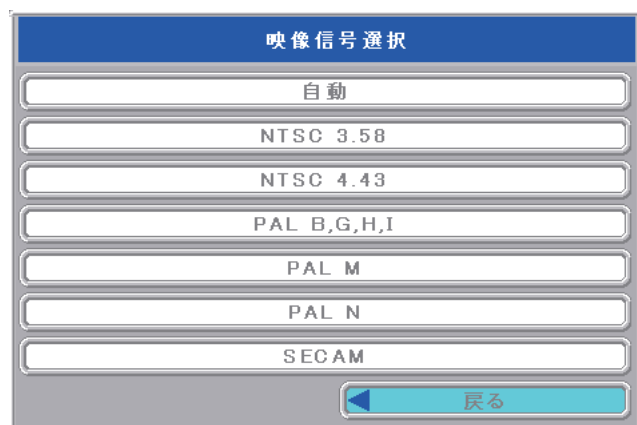 映像信号選択
自動
NTSC 3.58
NTSC 4.43
PAL B,G,H,I
PAL M
PAL N
SECAM
戻る